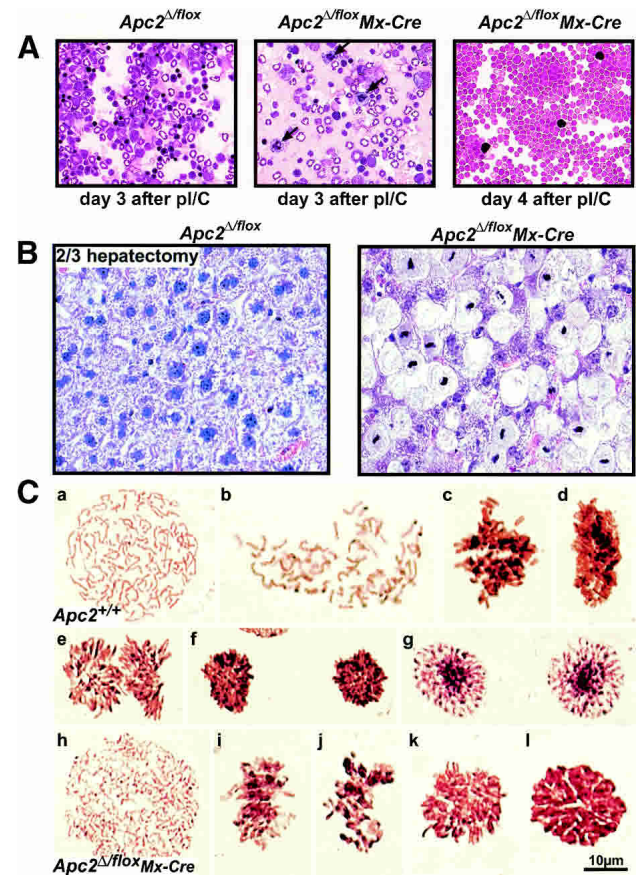 Apc2Δ/flox
Apc2Δ/floxMx-Cre
Apc2Δ/floxMx-Cre
A
day 3 after pI/C
day 3 after pI/C
day 4 after pI/C
Apc2Δ/flox
Apc2Δ/floxMx-Cre
B
2/3 hepatectomy
C
a
b
c
d
Apc2+/+
e
f
g
h
i
j
k
l
Apc2Δ/floxMx-Cre
10μm